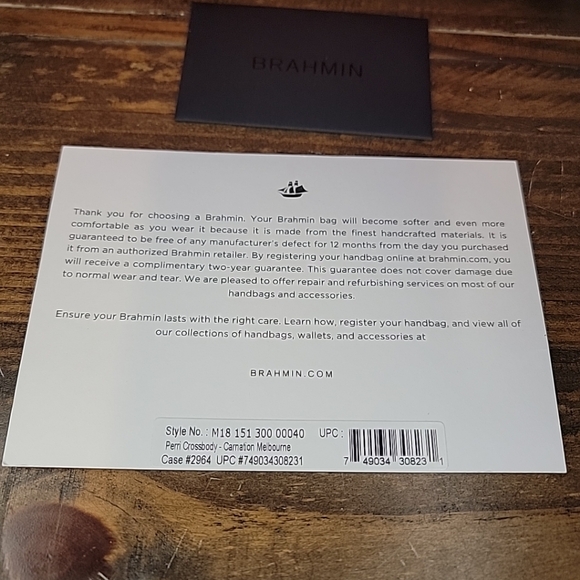 BRAHMIN
Thank you for choosing a Brahmin. Your Brahmin bag will become softer and even more
comfortable as you wear it because it is made from the finest handcrafted materials. It is
guaranteed to be free of any manufacturer's defect for 12 months from the day you purchased
it from an authorized Brahmin retailer. By registering your handbag online at brahmin.com, you
will receive a complimentary two-year guarantee. This guarantee does not cover damage due
to normal wear and tear. We are pleased to offer repair and refurbishing services on most of our
handbags and accessories.
Ensure your Brahmin lasts with the right care. Learn how, register your handbag, and view all of
our collections of handbags, wallets, and accessories at
BRAHMIN.COM
Style No.: M18 151 300 00040 UPC:
Perri Crossbody - Carnation Melbourne
Case #2964 UPC #749034308231
7 49034 30823 1